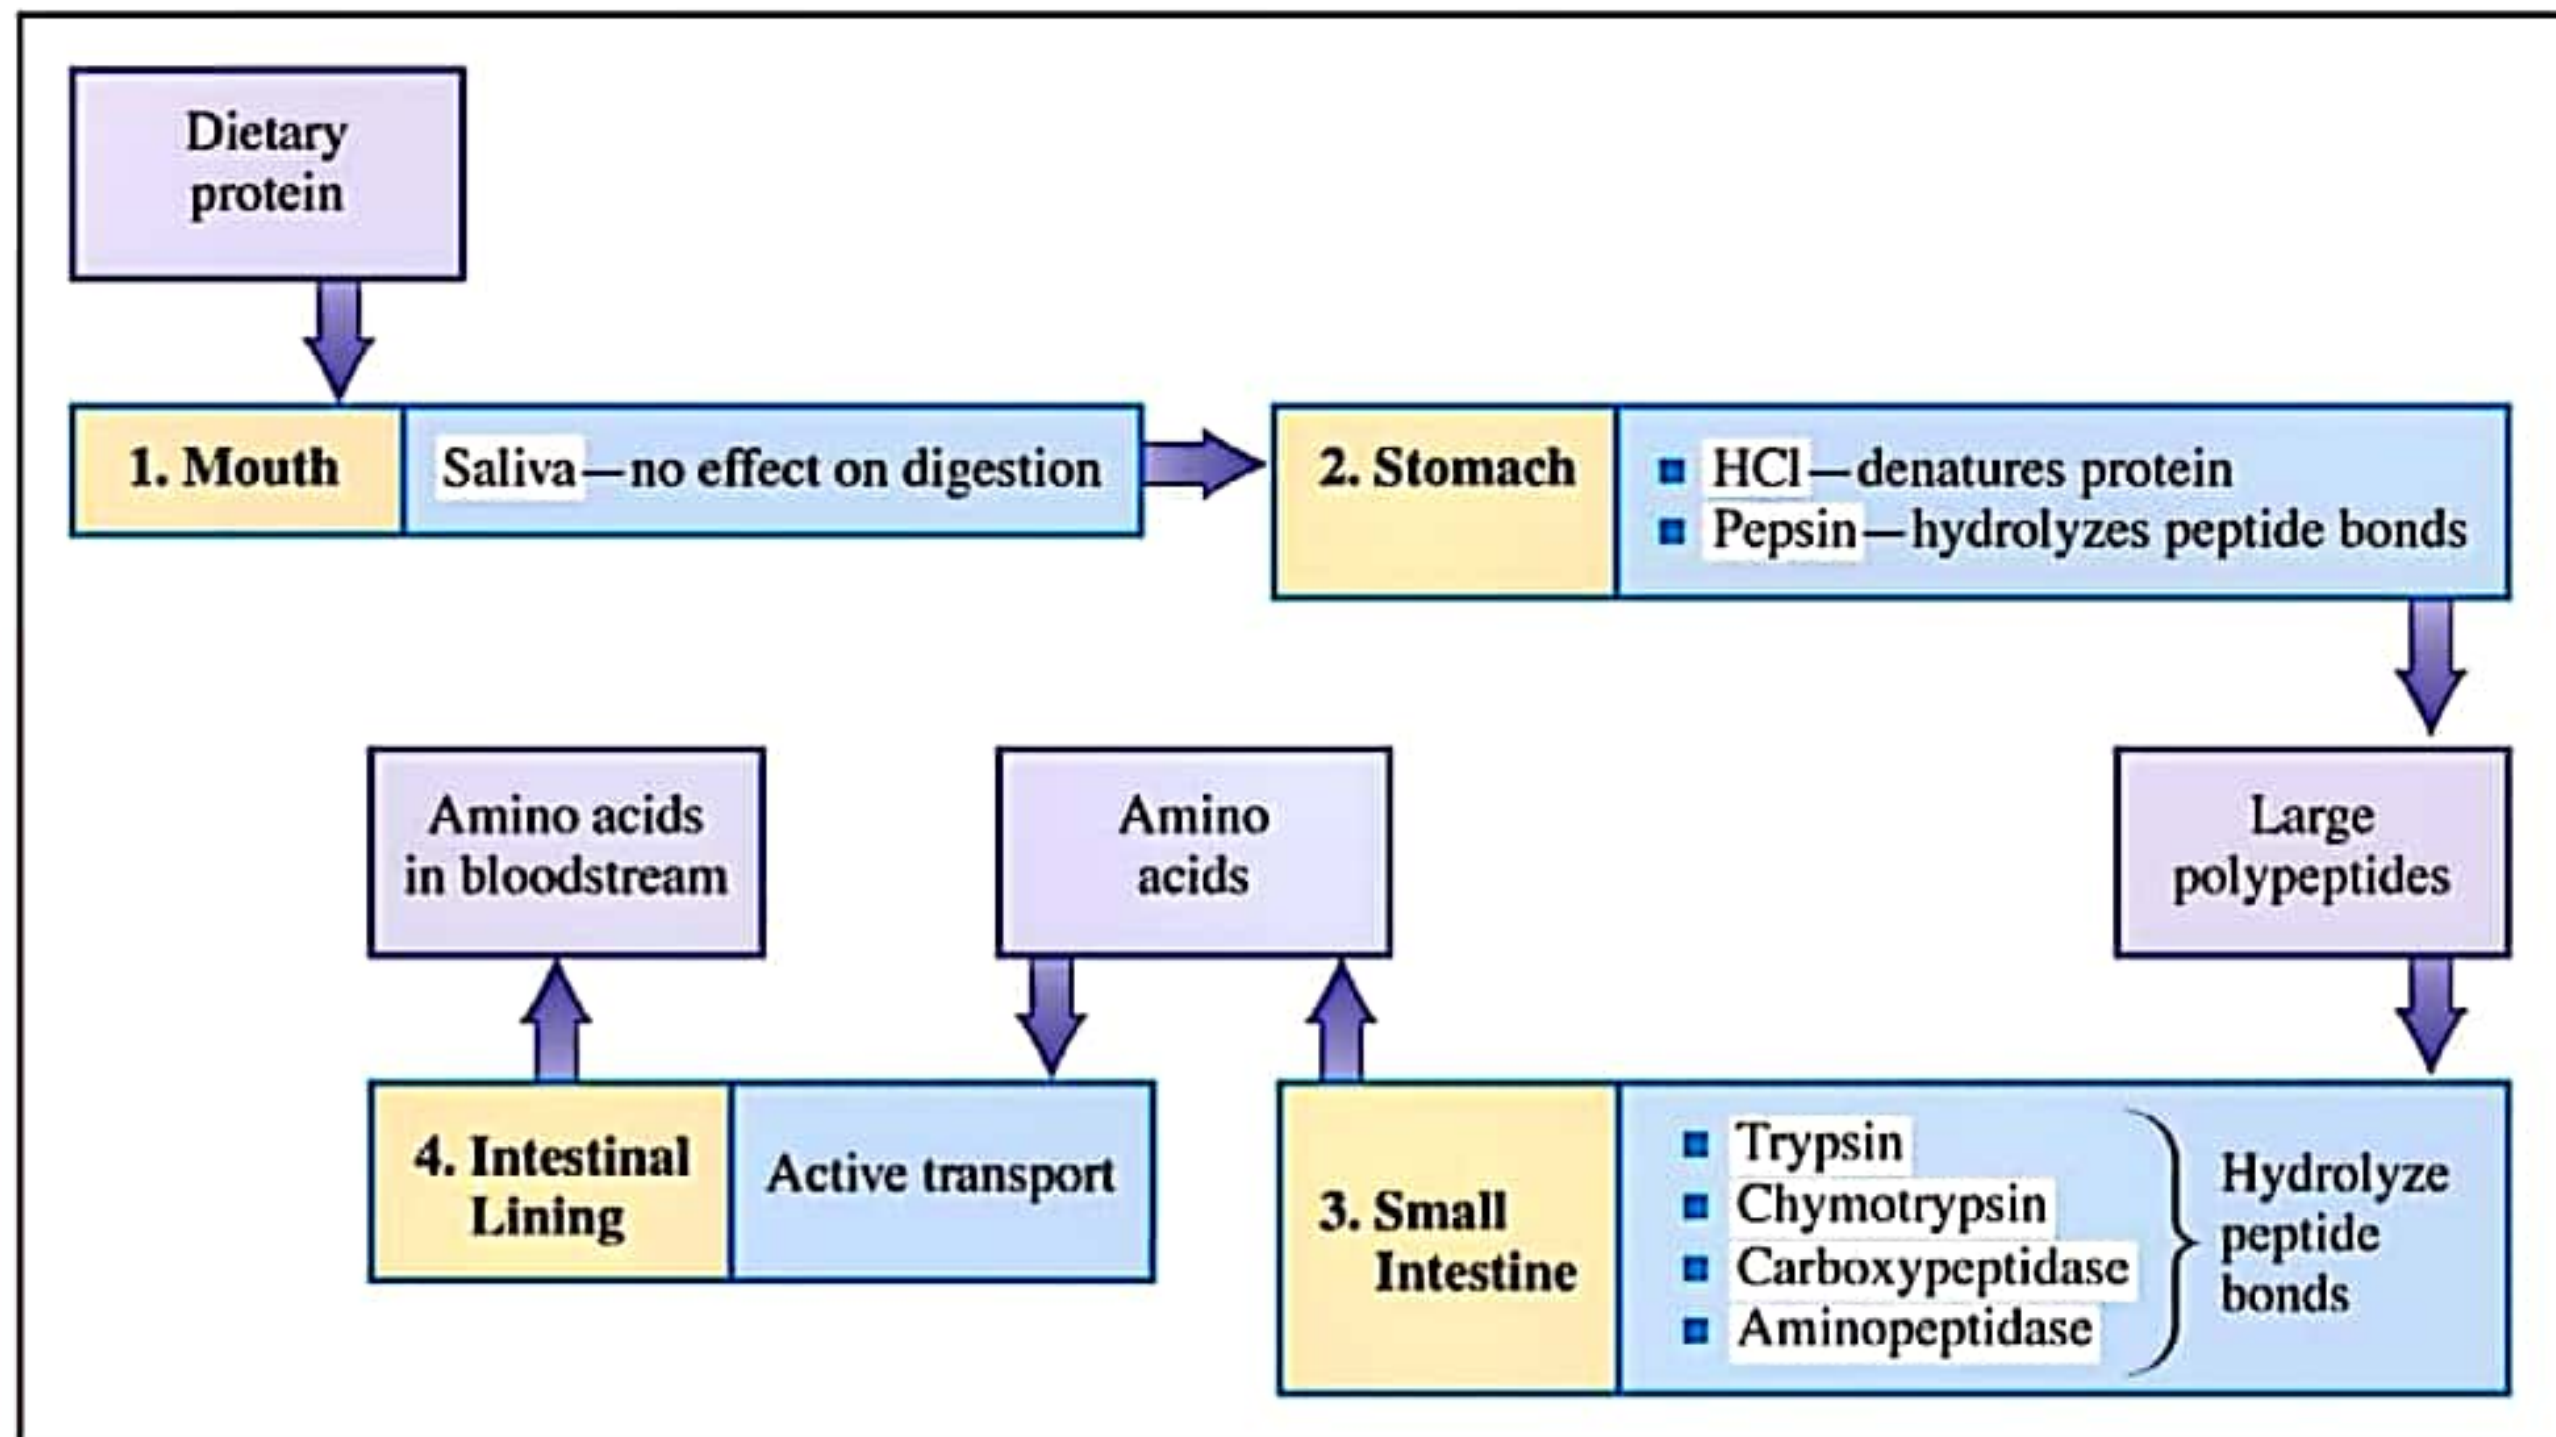 Dietary
protein
1. Mouth
Saliva—no effect on digestion
2. Stomach
HCl—denatures protein
Pepsin—hydrolyzes peptide bonds
Large
polypeptides
3. Small
Intestine
Trypsin
Chymotrypsin
Carboxypeptidase
Aminopeptidase
Hydrolyze
peptide
bonds
Amino
acids
4. Intestinal
Lining
Active transport
Amino acids
in bloodstream